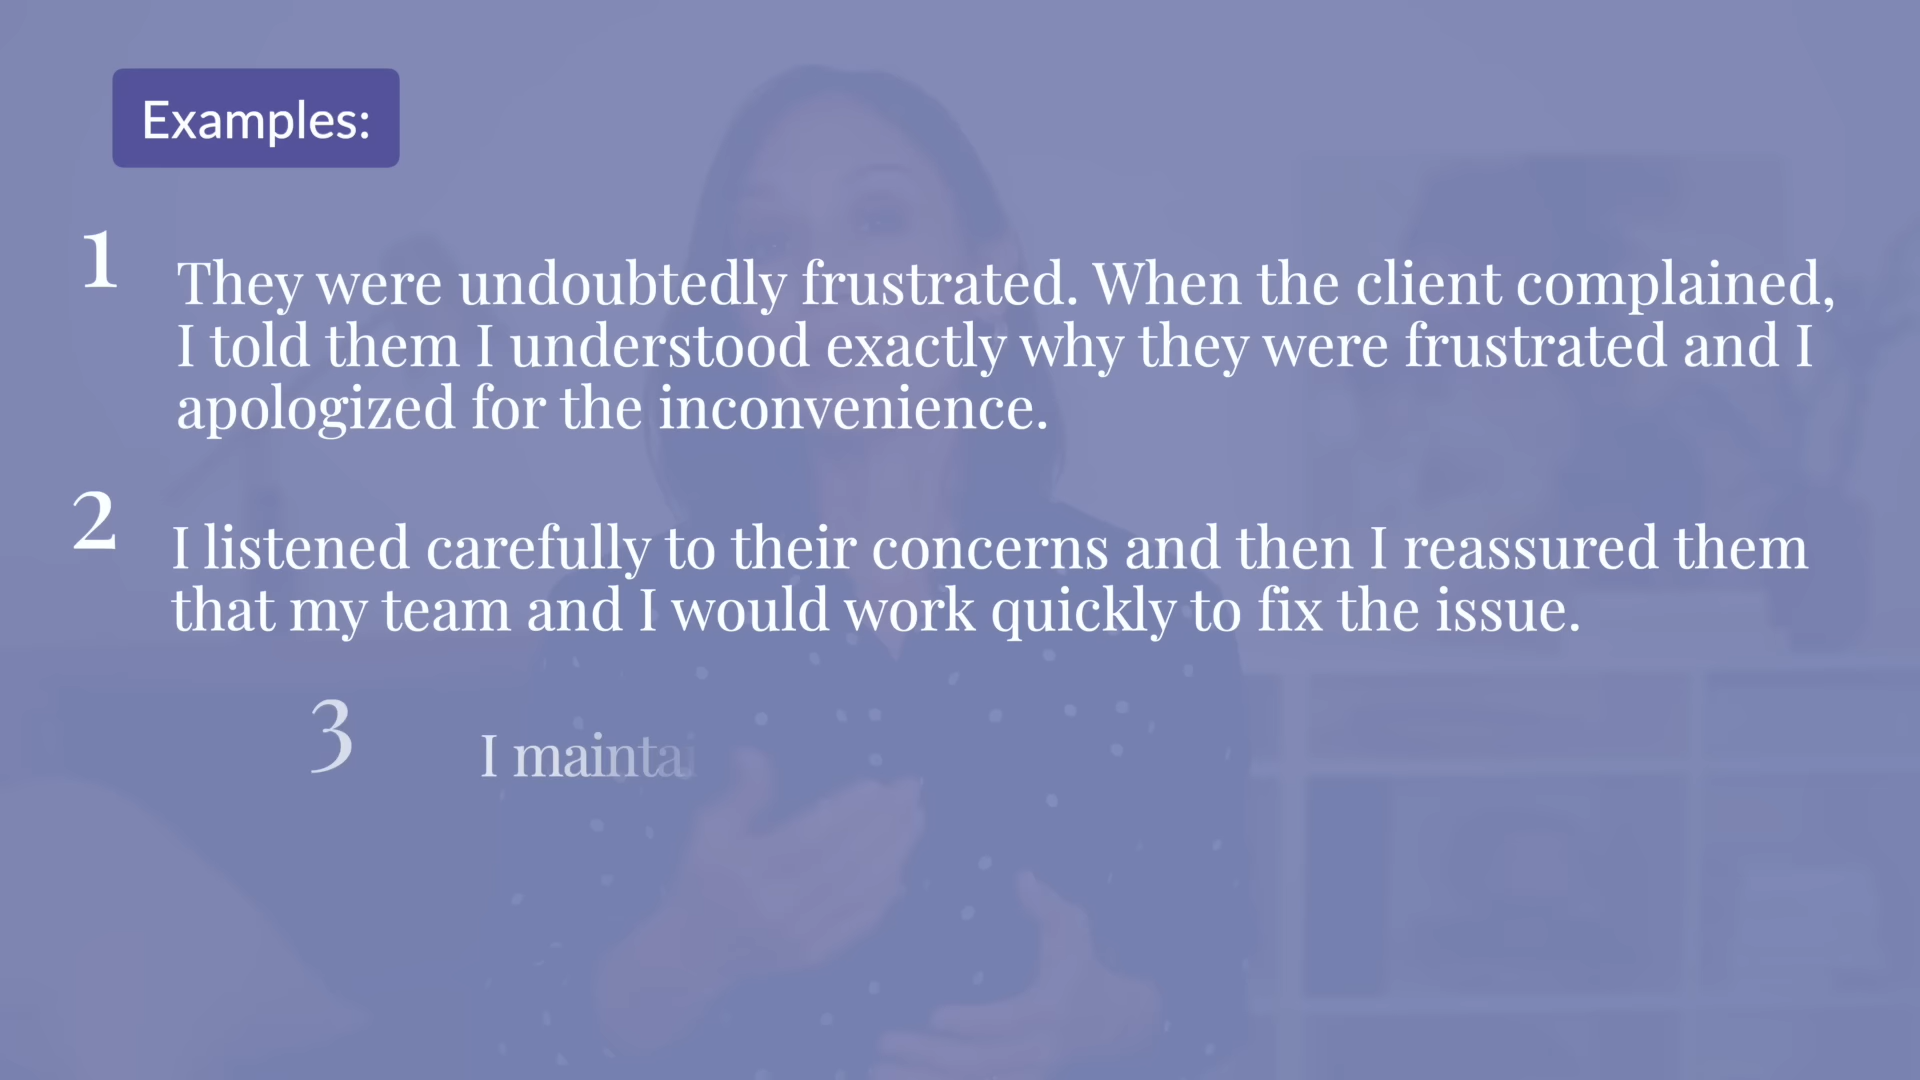 Examples:
1
They were undoubtedly frustrated. When the client complained,
I told them I understood exactly why they were frustrated and I
apologized for the inconvenience.
2
I listened carefully to their concerns and then I reassured them
that my team and I would work quickly to fix the issue.
3
I